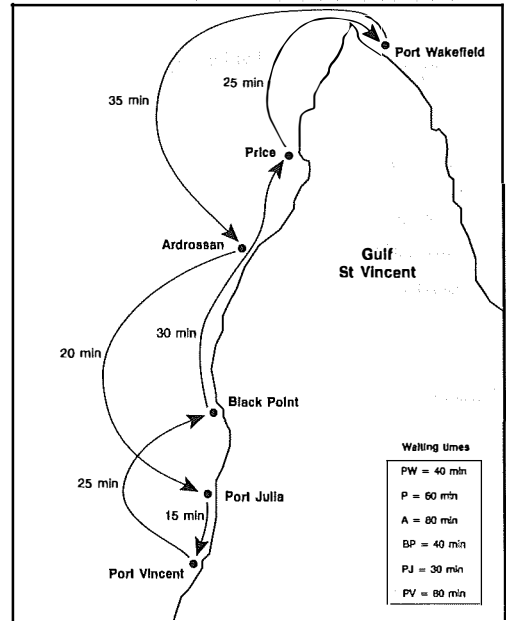 Port Wakefield
25 min
35 min
Price
Ardrossan
Gulf
St Vincent
30 min
20 min
Black Point
Waiting times
PW = 40 min
25 min
P = 60 min
Port Julia
A = 80 min
15 min
BP = 40 min
PJ = 30 min
Port Vincent
PV = 80 min